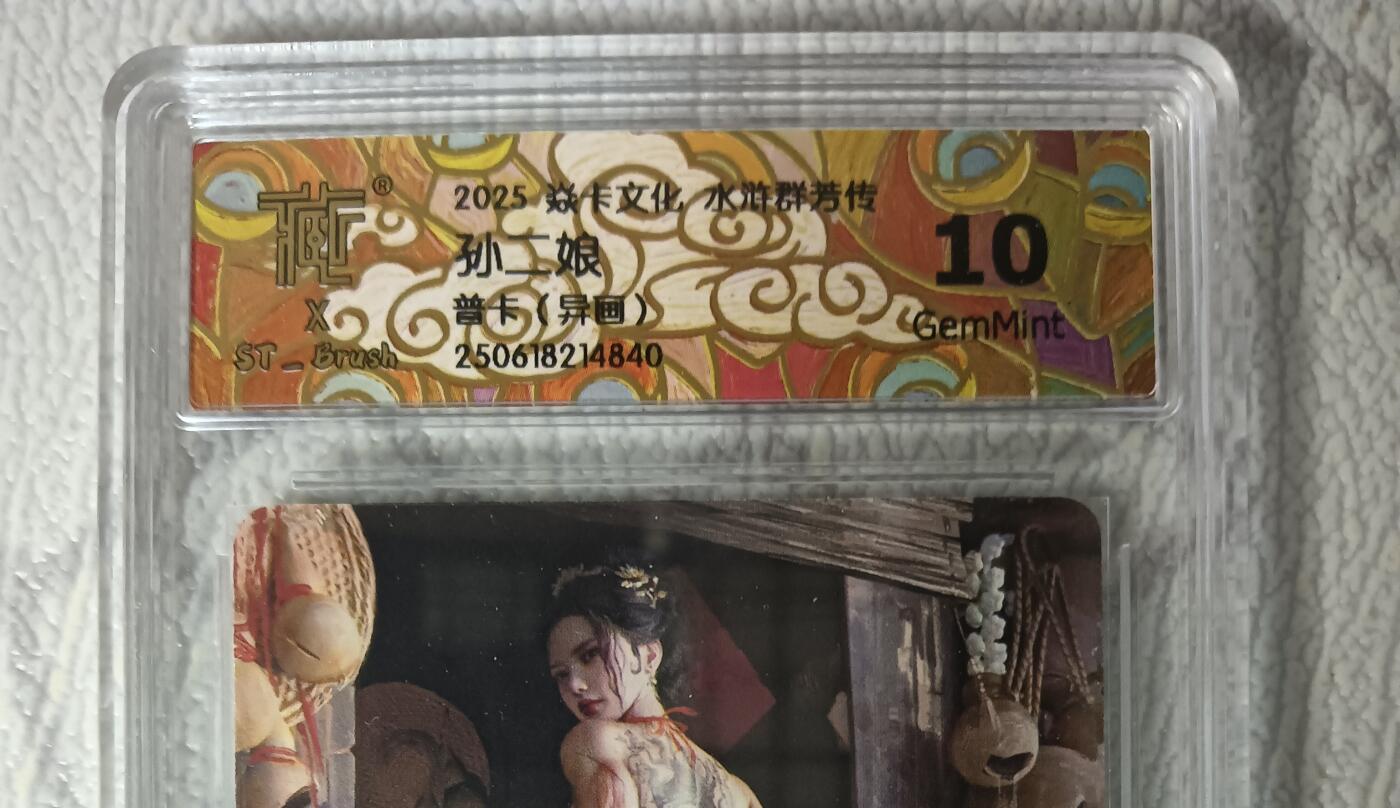 藏®
X
ST_Brush
2025 焱卡文化 水浒群芳传
孙二娘
普卡（异画）
250618214840
10
GemMint